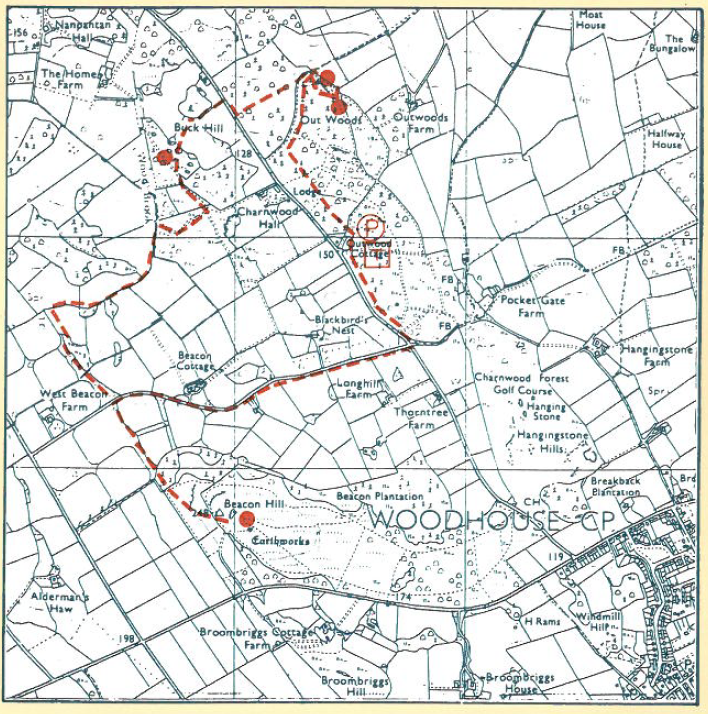 156
Nanpantan
Hall
The Home
Farm
Moat
House
The
Bungalow
Buck Hill
128
Out Woods
Outwoods
Farm
Halfway
House
Lodge
Charnwood
Hall
P
150
Outwood
Cottage
FB
FB
Pocket Gate
Farm
FB
Blackbird's
Nest
Beacon
Cottage
Hangingstone
Farm
West Beacon
Farm
Longhill
Farm
Thorntree
Farm
Charnwood Forest
Golf Course
Hanging
Stone
Spr
Hangingstone
Hills
Breakback
Plantation
Brd
Beacon Hill
248
Beacon Plantation
CH
WOODHOUSE CP
Earthworks
119
Alderman's
Haw
174
198
Broombriggs Cottage
Farm
H Rams
Windmill
Hill
Broombriggs
Hill
Broombriggs
House